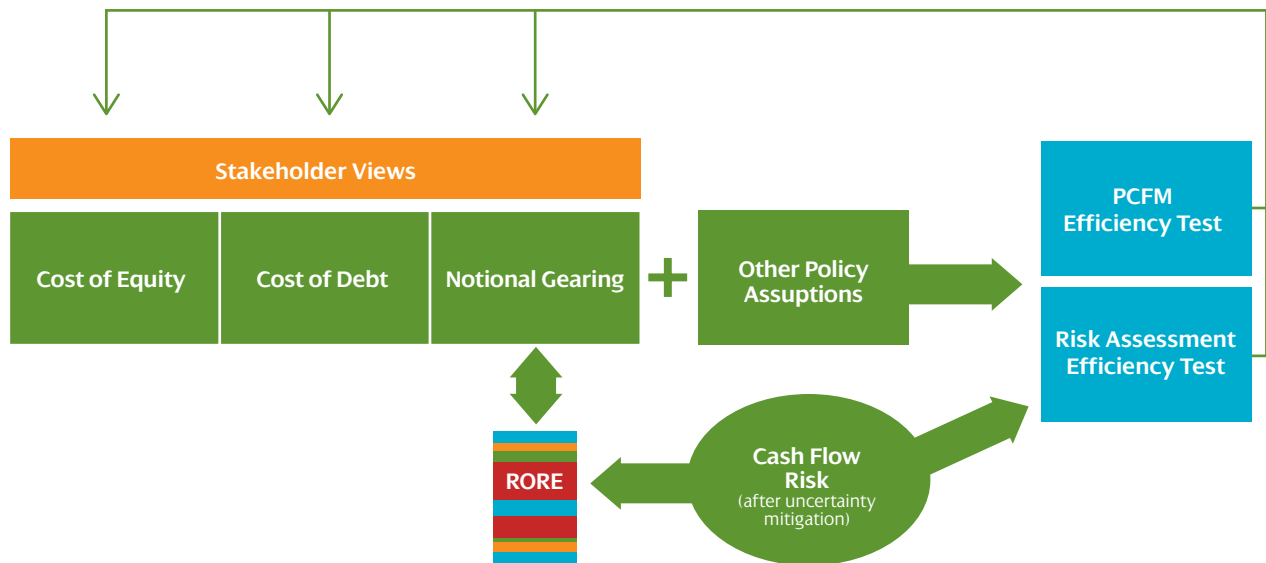 Stakeholder Views
Cost of Equity
Cost of Debt
Notional Gearing
+
Other Policy
Assuptions
PCFM
Efficiency Test
Risk Assessment
Efficiency Test
RORE
Cash Flow
Risk
(after uncertainty
mitigation)